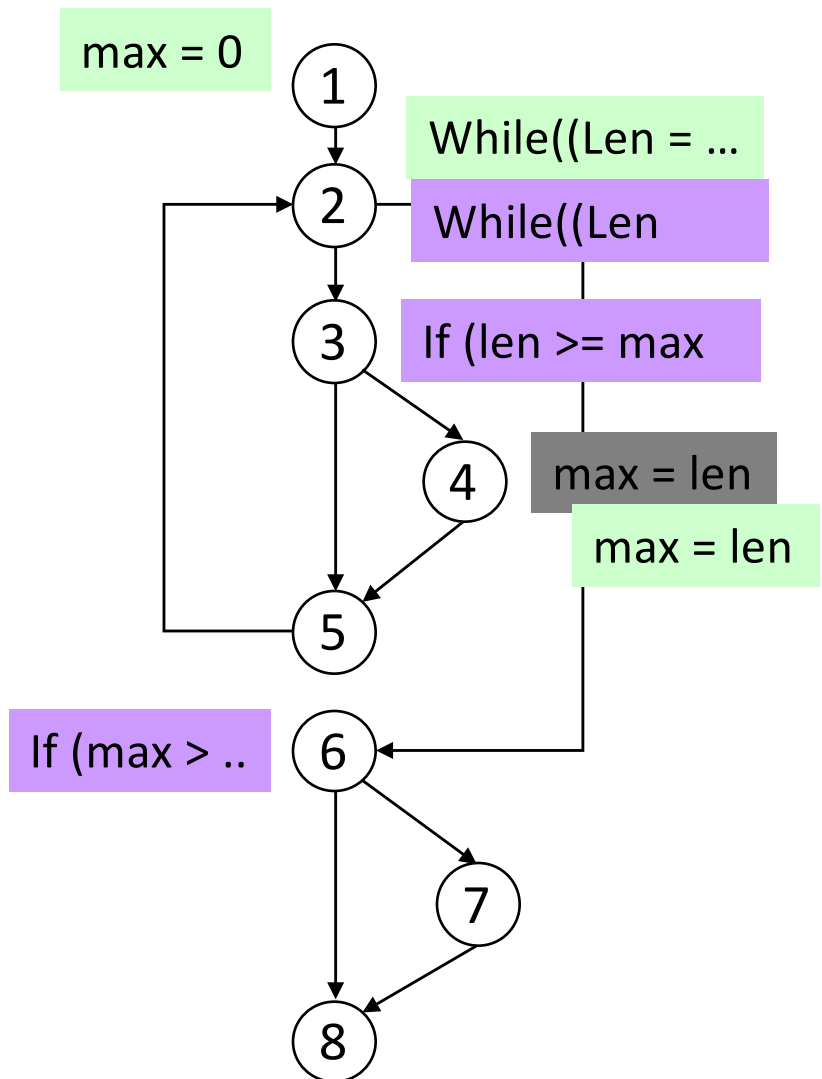 max = 0
1
While((Len = ...
2
While((Len
3
If (len >= max
4
max = len
max = len
5
If (max > ..
6
7
8